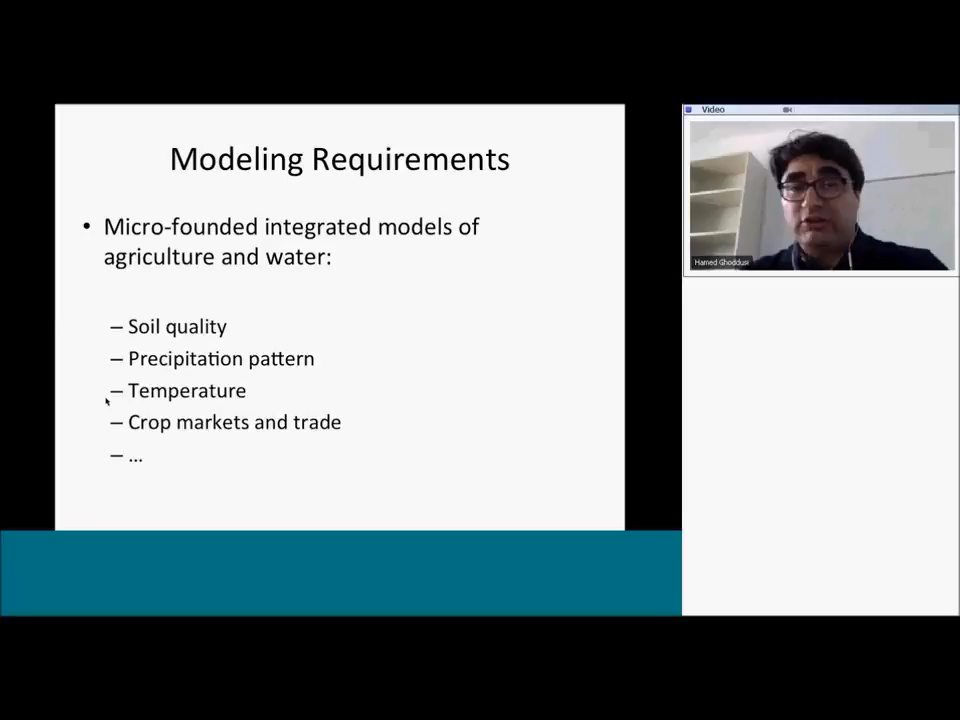 Modeling Requirements
• Micro-founded integrated models of
agriculture and water:
– Soil quality
– Precipitation pattern
– Temperature
– Crop markets and trade
– ...
Video
Hamed Ghoddusi